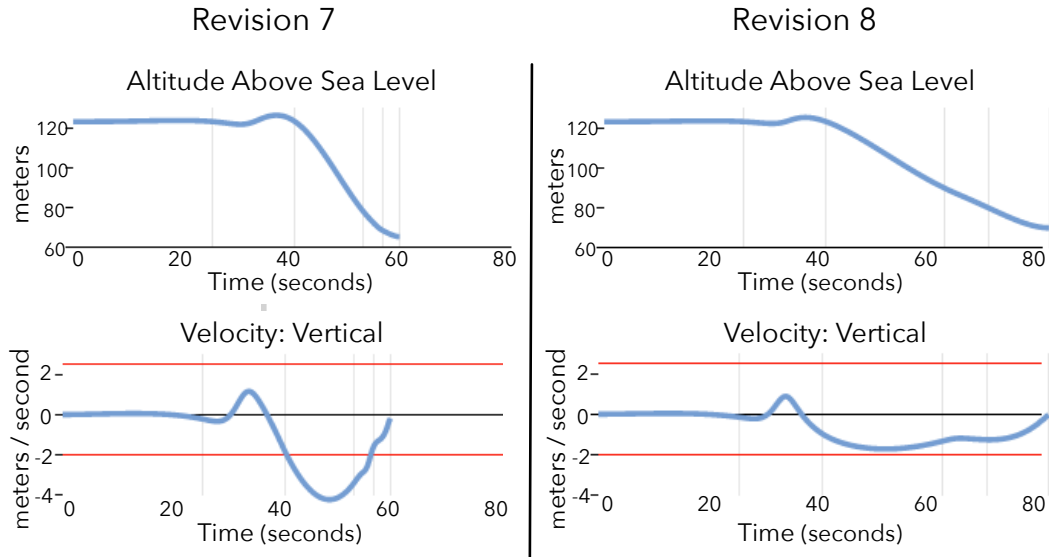 Revision 7
Altitude Above Sea Level
meters
120
100
80
60
0 20 40 60 80
Time (seconds)
Velocity: Vertical
meters / second
2
0
-2
-4
0 20 40 60 80
Time (seconds)
Revision 8
Altitude Above Sea Level
meters
120
100
80
60
0 20 40 60 80
Time (seconds)
Velocity: Vertical
meters / second
2
0
-2
-4
0 20 40 60 80
Time (seconds)